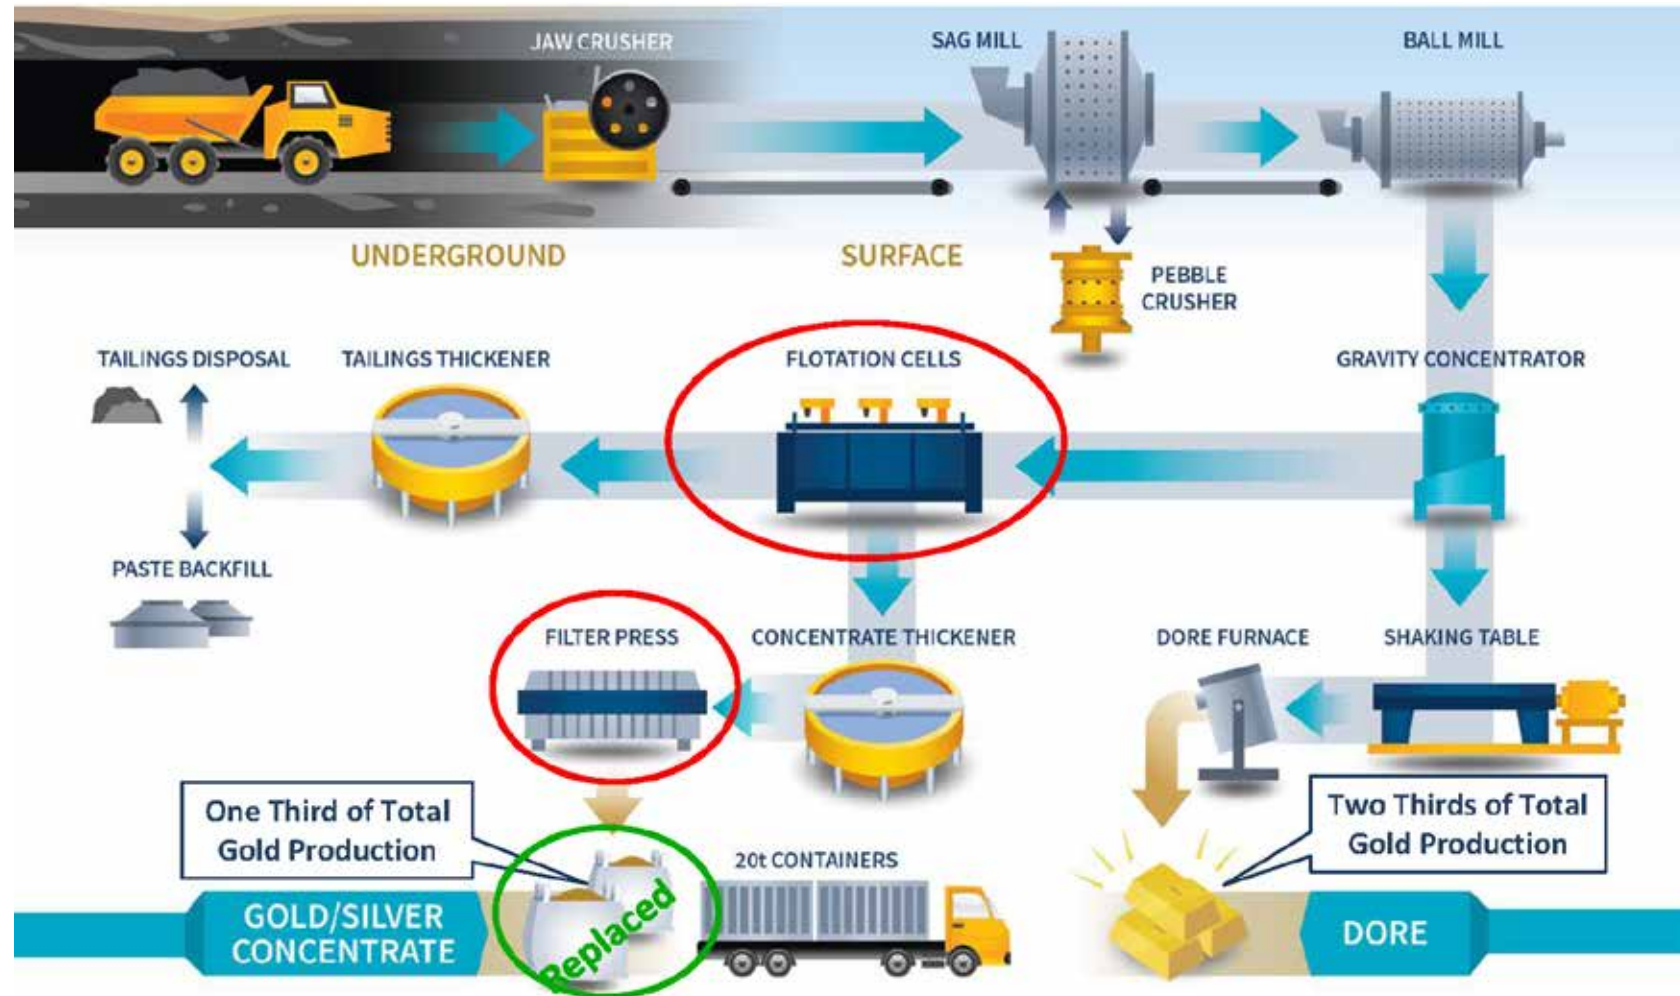 JAW CRUSHER
SAG MILL
BALL MILL
UNDERGROUND
SURFACE
PEBBLE
CRUSHER
TAILINGS DISPOSAL
TAILINGS THICKENER
FLOTATION CELLS
GRAVITY CONCENTRATOR
PASTE BACKFILL
FILTER PRESS
CONCENTRATE THICKENER
DORE FURNACE
SHAKING TABLE
One Third of Total
Gold Production
Two Thirds of Total
Gold Production
20t CONTAINERS
GOLD/SILVER
CONCENTRATE
Replaced
DORE